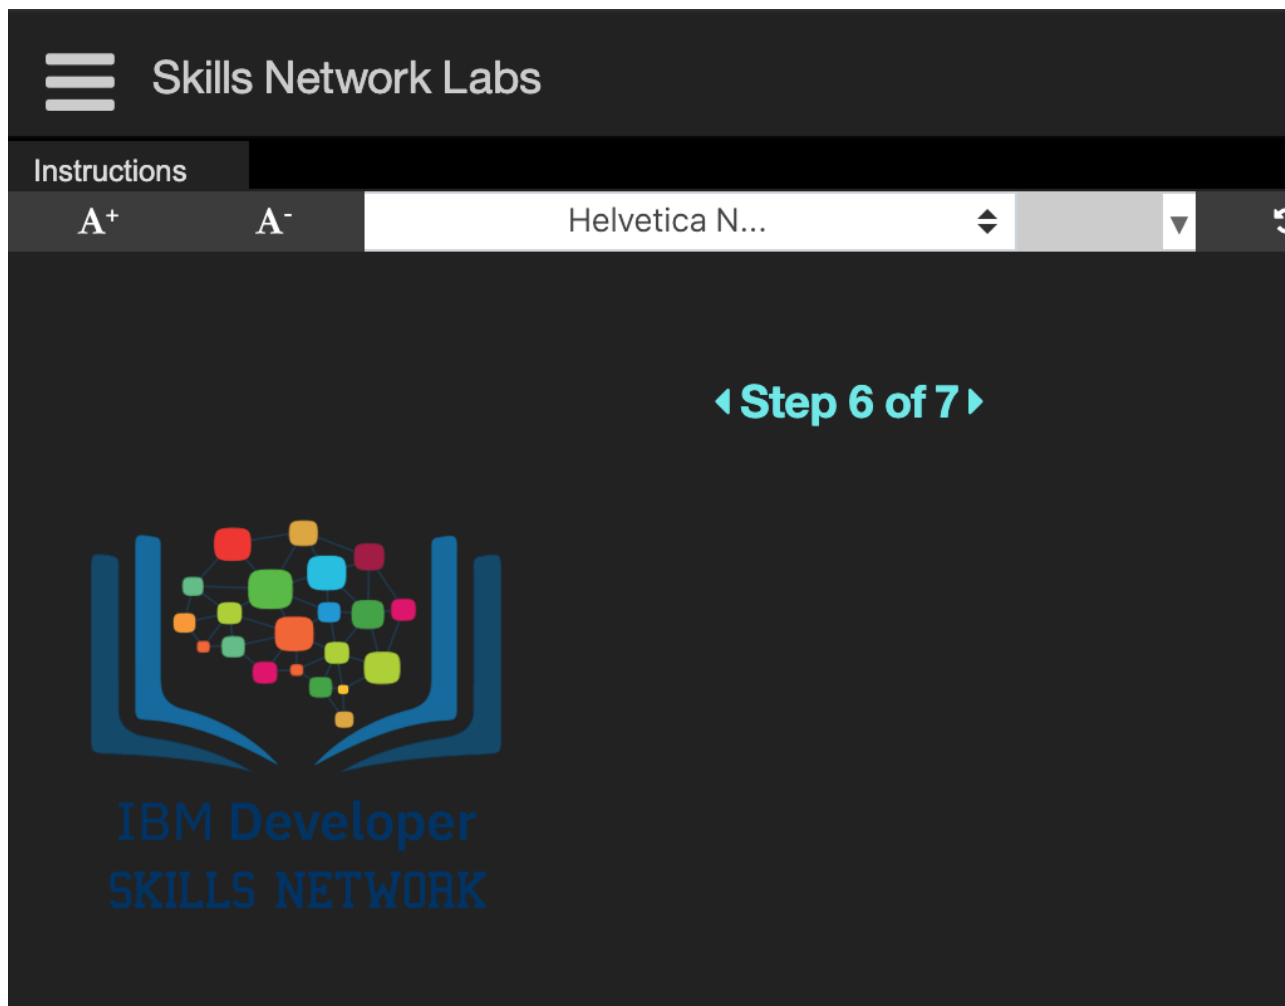 Skills Network Labs
Instructions
A+ A- Helvetica N...
Step 6 of 7
IBM Developer
SKILLS NETWORK